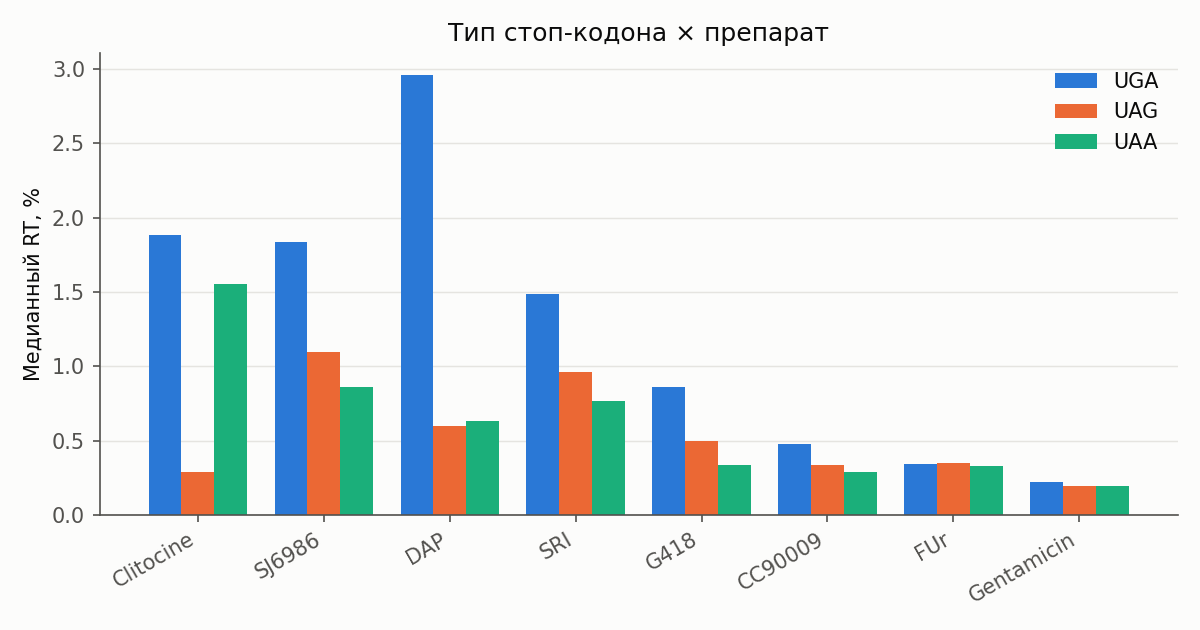 Тип стоп-кодона × препарат
UGA
UAG
UAA
Медианный RT, %
3.0
2.5
2.0
1.5
1.0
0.5
0.0
Clitocine
SJ6986
DAP
SRI
G418
CC90009
FUr
Gentamicin